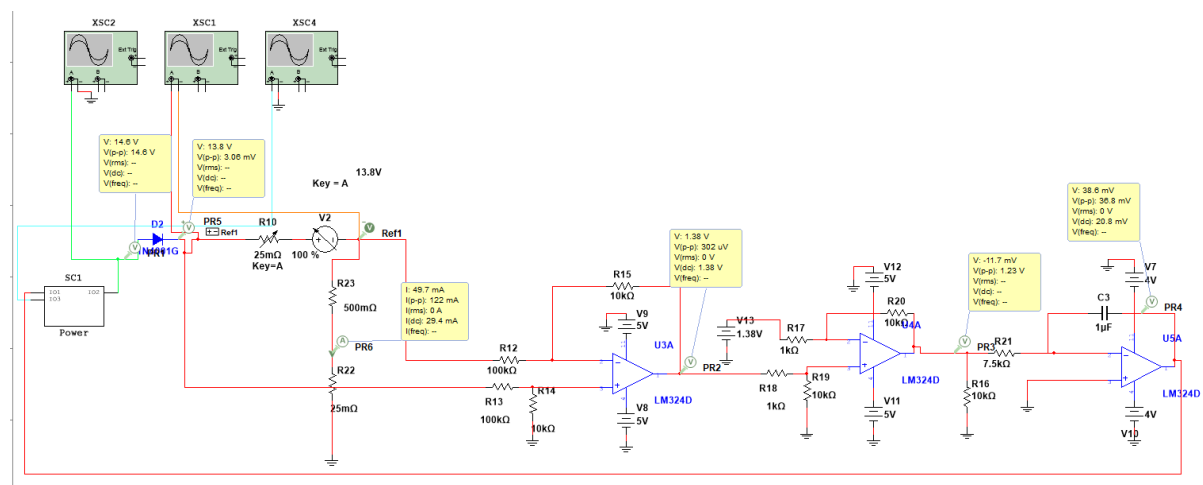 XSC2
XSC1
XSC4
Ext Trig
Ext Trig
Ext Trig
A
B
A
B
A
B
V: 14.6 V
V(p-p): 14.6 V
V(rms): --
V(dc): --
V(freq): --
V: 13.8 V
V(p-p): 3.06 mV
V(rms): --
V(dc): --
V(freq): --
13.8V
Key = A
D2
PR1
PR5
Ref1
R10
25mΩ
Key=A
V2
100 %
Ref1
SC1
IO1
IO3
IO2
Power
R23
500mΩ
I: 49.7 mA
I(p-p): 122 mA
I(rms): 0 A
I(dc): 29.4 mA
I(freq): --
PR6
R22
25mΩ
R12
100kΩ
R13
100kΩ
R14
10kΩ
R15
10kΩ
V9
5V
U3A
LM324D
V8
5V
V: 1.38 V
V(p-p): 302 uV
V(rms): 0 V
V(dc): 1.38 V
V(freq): --
PR2
V13
1.38V
R17
1kΩ
R18
1kΩ
R19
10kΩ
V12
5V
R20
10kΩ
U4A
LM324D
V11
5V
V: -11.7 mV
V(p-p): 1.23 V
V(rms): --
V(dc): --
V(freq): --
PR3
R21
7.5kΩ
R16
10kΩ
V: 38.6 mV
V(p-p): 36.8 mV
V(rms): 0 V
V(dc): 20.8 mV
V(freq): --
V7
4V
C3
1µF
PR4
U5A
LM324D
4V
V10